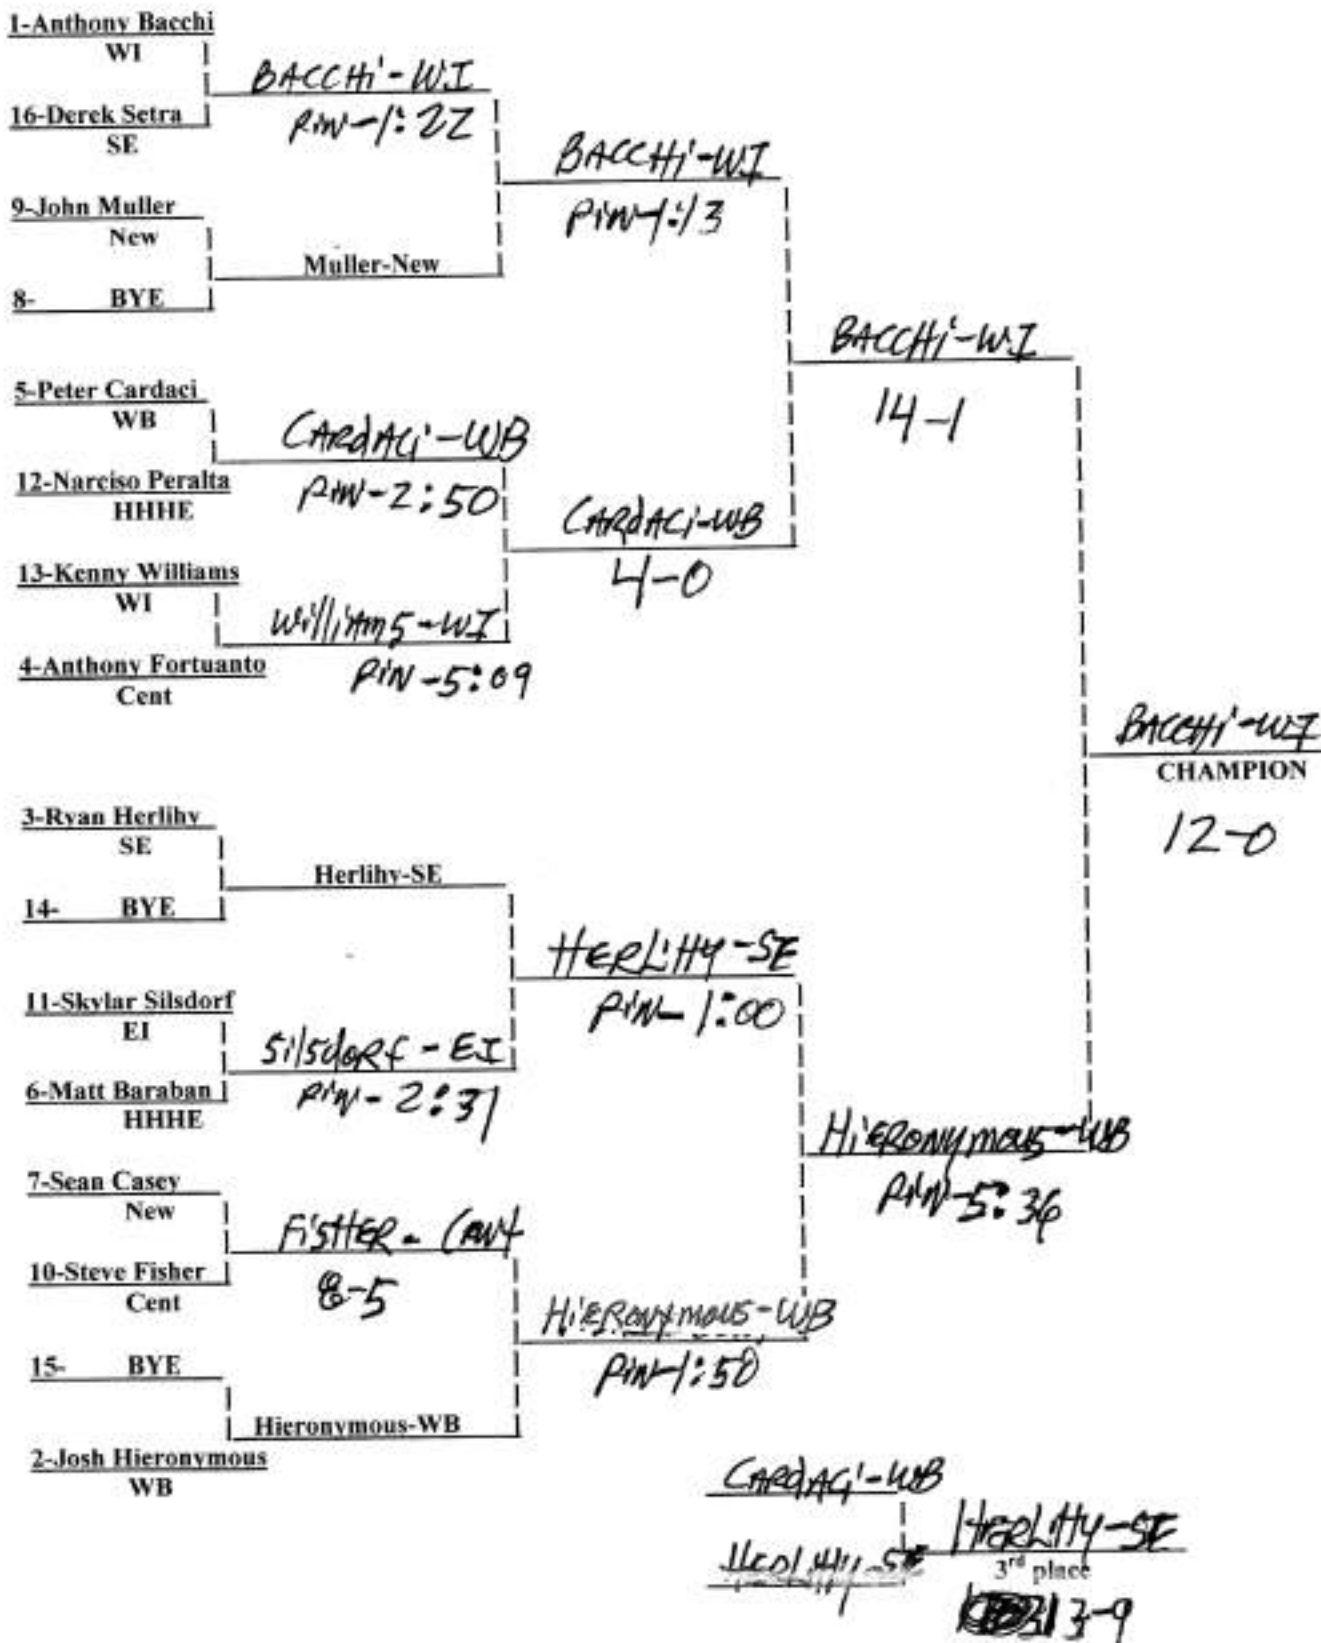 1-Anthony Bacchi
WI
BACCHi-WI
PiN-1:22
16-Derek Setra
SE
BACCHi-WI
PiN-1:13
9-John Muller
New
Muller-New
8- BYE
BACCHi-WI
14-1
5-Peter Cardaci
WB
CARdACi-WB
PiN-2:50
12-Narciso Peralta
HHHE
CARdACi-WB
4-0
13-Kenny Williams
WI
WilliAmS-WI
PiN-5:09
4-Anthony Fortuanto
Cent
BACCHi-WI
CHAMPION
12-0
3-Ryan Herlihy
SE
Herlihy-SE
14- BYE
HERLiHy-SE
PiN-1:00
11-Skylar Silsdorf
EI
SilsdoRf-EI
PiN-2:31
6-Matt Baraban
HHHE
HiERONymous-WB
PiN-5:36
7-Sean Casey
New
FiSHER-CENT
8-5
10-Steve Fisher
Cent
HiERONymous-WB
PiN-1:50
15- BYE
Hieronymous-WB
2-Josh Hieronymous
WB
CARdACi-WB
HERLiHy-SE
HERLiHy-SE
3rd place
13-9